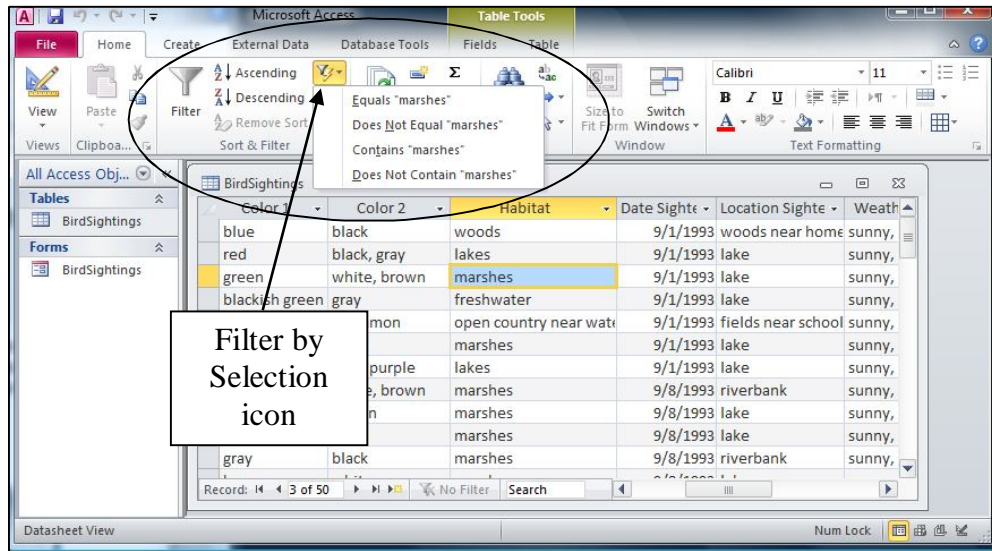 Microsoft Access Table Tools
File Home Create External Data Database Tools Fields Table
View Paste Filter Ascending Descending Remove Sort Σ Size to Fit Form Switch Windows Calibri 11 B I U A
Views Clipboa... Sort & Filter Window Text Formatting
Equals "marshes"
Does Not Equal "marshes"
Contains "marshes"
Does Not Contain "marshes"
All Access Obj...
Tables
BirdSightings
Forms
BirdSightings
BirdSightings
Color 1 Color 2 Habitat Date Sighte Location Sighte Weath
blue black woods 9/1/1993 woods near home sunny,
red black, gray lakes 9/1/1993 lake sunny,
green white, brown marshes 9/1/1993 lake sunny,
blackish green gray freshwater 9/1/1993 lake sunny,
mon open country near wate 9/1/1993 fields near school sunny,
marshes 9/1/1993 lake sunny,
purple lakes 9/1/1993 lake sunny,
, brown marshes 9/8/1993 riverbank sunny,
n marshes 9/8/1993 lake sunny,
marshes 9/8/1993 lake sunny,
gray black marshes 9/8/1993 riverbank sunny,
Record: 3 of 50 No Filter Search
Filter by
Selection
icon
Datasheet View Num Lock